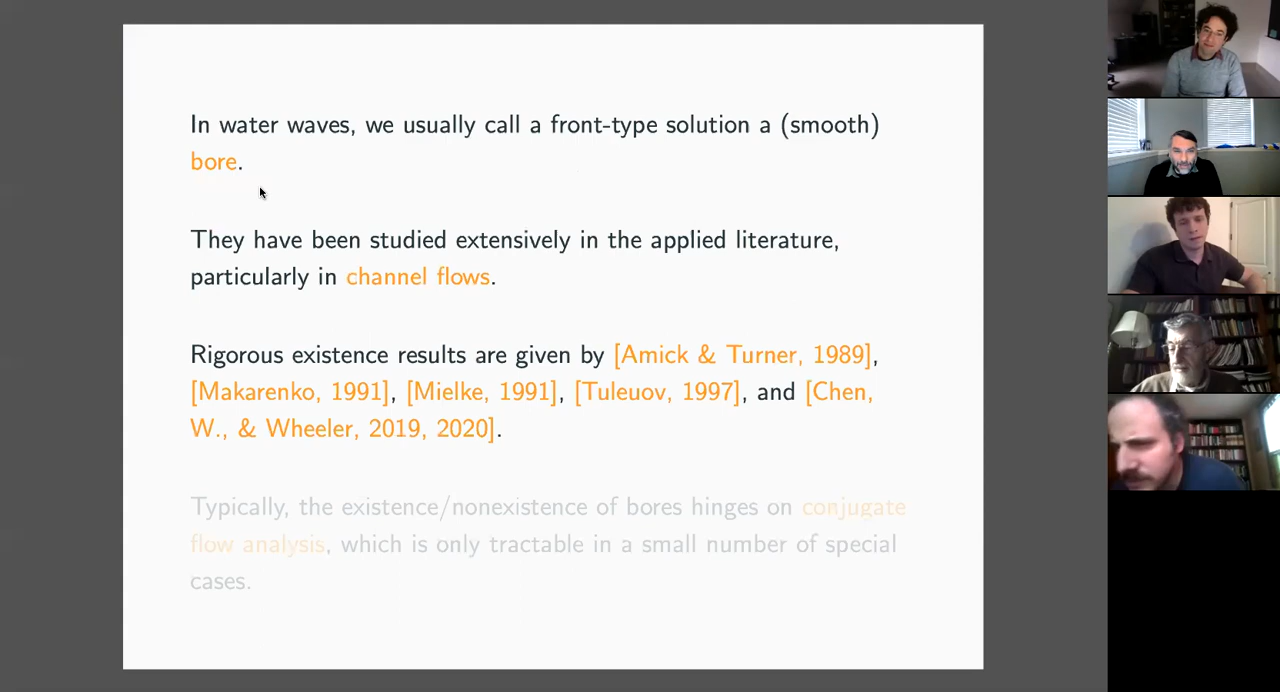 In water waves, we usually call a front-type solution a (smooth)
bore.
They have been studied extensively in the applied literature,
particularly in channel flows.
Rigorous existence results are given by [Amick & Turner, 1989],
[Makarenko, 1991], [Mielke, 1991], [Tuleuov, 1997], and [Chen,
W., & Wheeler, 2019, 2020].
Typically, the existence/nonexistence of bores hinges on conjugate
flow analysis, which is only tractable in a small number of special
cases.